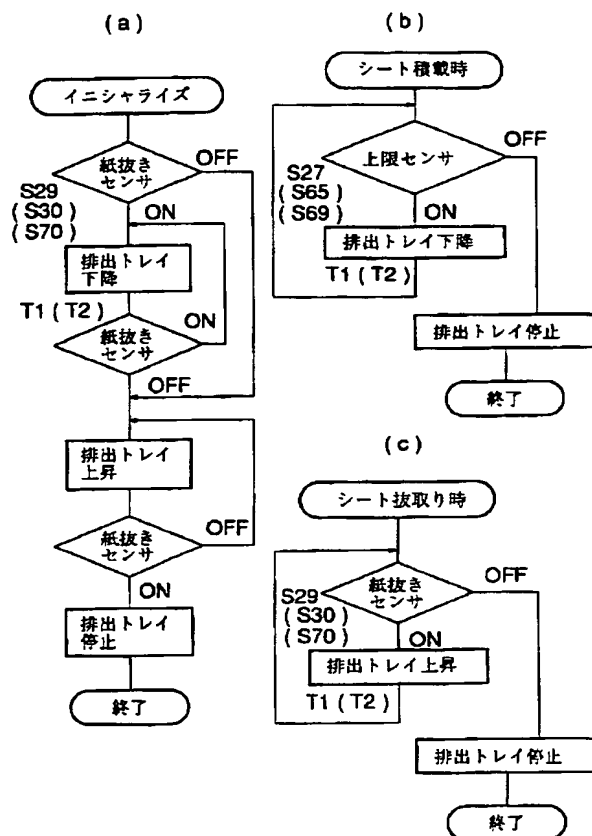 (a)
イニシャライズ
紙抜き
センサ
OFF
S29
(S30)
(S70)
ON
排出トレイ
下降
T1(T2)
ON
紙抜き
センサ
OFF
排出トレイ
上昇
紙抜き
センサ
OFF
ON
排出トレイ
停止
終了
(b)
シート積載時
上限センサ
OFF
S27
(S65)
(S69)
ON
排出トレイ下降
T1(T2)
排出トレイ停止
終了
(c)
シート抜取り時
紙抜き
センサ
OFF
S29
(S30)
(S70)
ON
排出トレイ上昇
T1(T2)
排出トレイ停止
終了